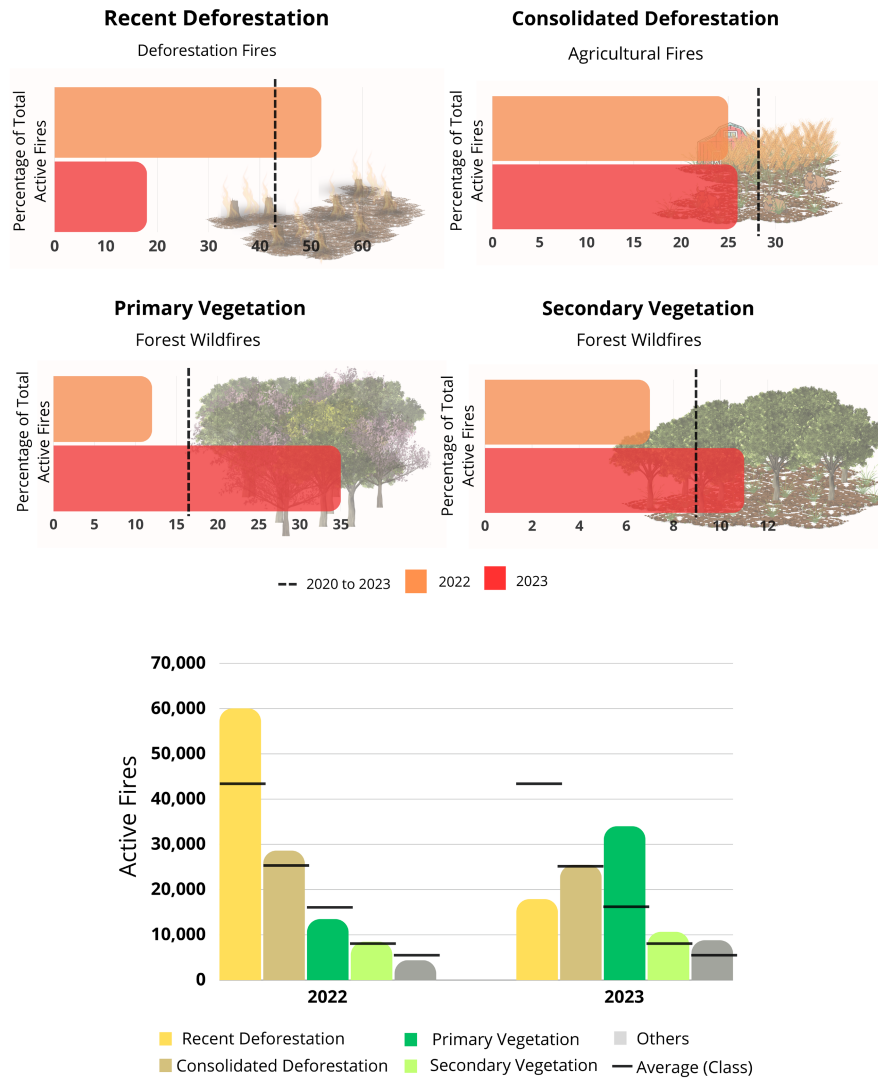 Recent Deforestation
Deforestation Fires
Percentage of Total
Active Fires
0 10 20 30 40 50 60
Consolidated Deforestation
Agricultural Fires
Percentage of Total
Active Fires
0 5 10 15 20 25 30
Primary Vegetation
Forest Wildfires
Percentage of Total
Active Fires
0 5 10 15 20 25 30 35
Secondary Vegetation
Forest Wildfires
Percentage of Total
Active Fires
0 2 4 6 8 10 12
2020 to 2023 2022 2023
Active Fires
70,000
60,000
50,000
40,000
30,000
20,000
10,000
0
2022 2023
Recent Deforestation Primary Vegetation Others
Consolidated Deforestation Secondary Vegetation Average (Class)